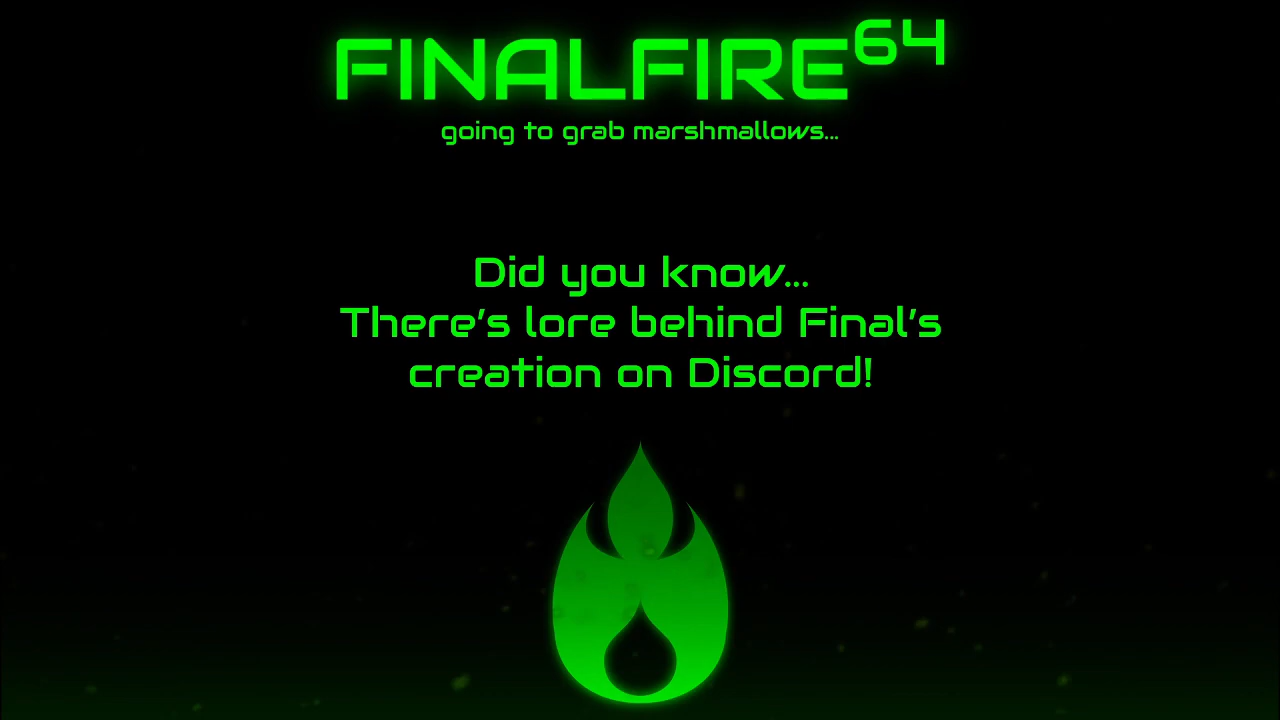 FINALFIRE64
going to grab marshmallows...
Did you know...
There's lore behind Final's
creation on Discord!